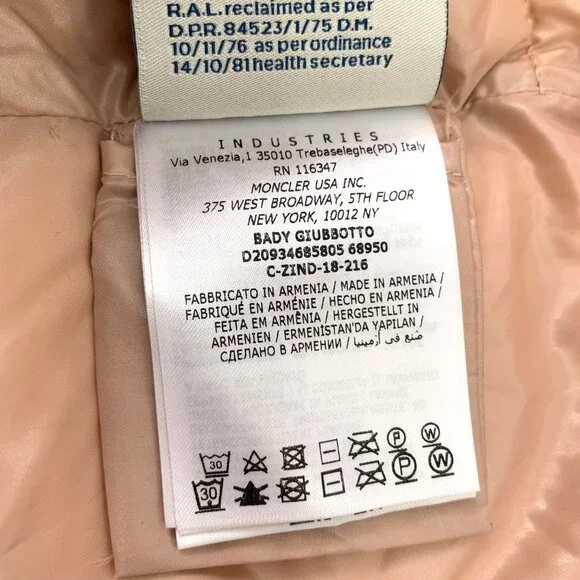 R.A.L. reclaimed as per
D.P.R. 84523/1/75 D.M.
10/11/76 as per ordinance
14/10/81 health secretary
INDUSTRIES
Via Venezia,1 35010 Trebaseleghe(PD) Italy
RN 116347
MONCLER USA INC.
375 WEST BROADWAY, 5TH FLOOR
NEW YORK, 10012 NY
BADY GIUBBOTTO
D20934685805 68950
C-ZIND-18-216
FABBRICATO IN ARMENIA / MADE IN ARMENIA /
FABRIQUÉ EN ARMÉNIE / HECHO EN ARMENIA /
FEITA EM ARMÊNIA / HERGESTELLT IN
ARMENIEN / ERMENISTAN'DA YAPILAN /
СДЕЛАНО В АРМЕНИИ / صنع في أرمينيا /
30 P W
30 P W